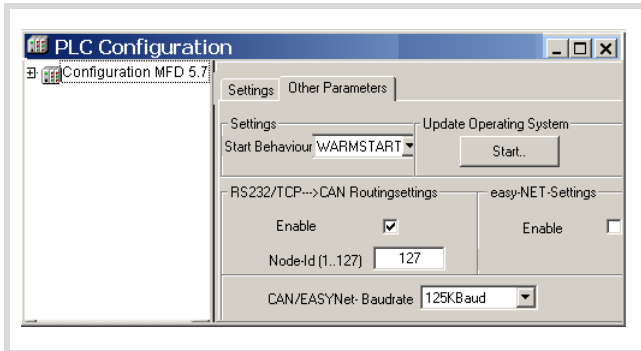 PLC Configuration
Configuration MFD 5.7
Settings Other Parameters
Settings Update Operating System
Start Behaviour WARMSTART Start..
RS232/TCP--->CAN Routingsettings easy-NET-Settings
Enable Enable
Node-Id (1..127) 127
CAN/EASYNet- Baudrate 125KBaud